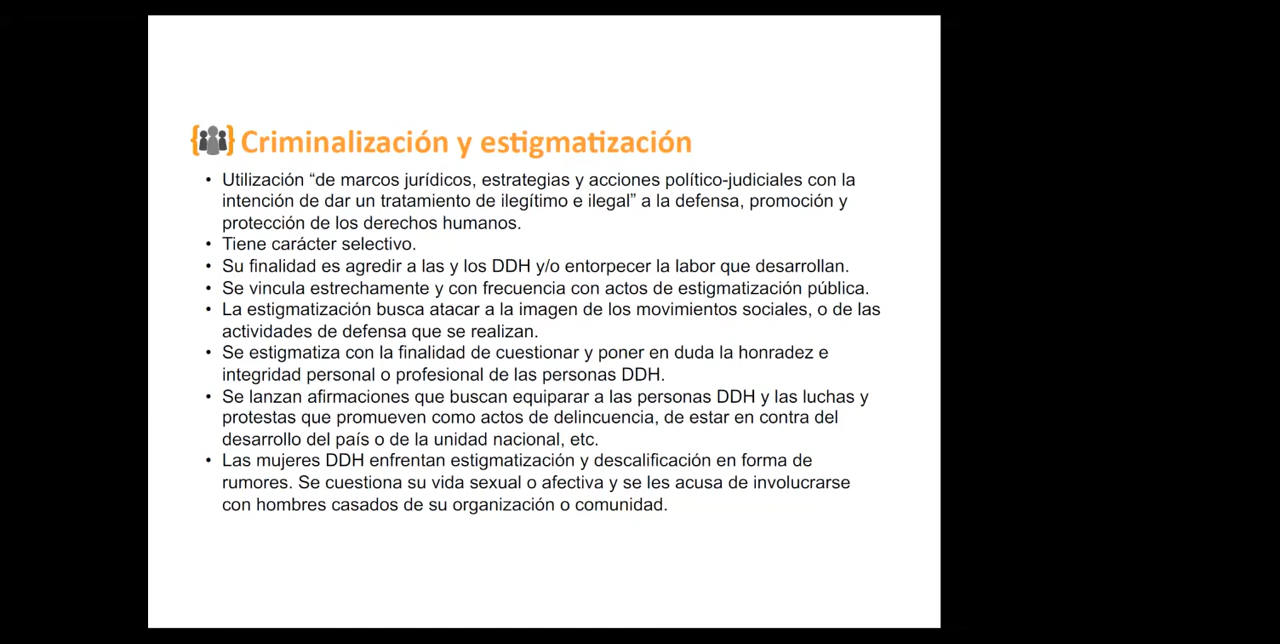 Criminalización y estigmatización
• Utilización “de marcos jurídicos, estrategias y acciones político-judiciales con la
intención de dar un tratamiento de ilegítimo e ilegal” a la defensa, promoción y
protección de los derechos humanos.
• Tiene carácter selectivo.
• Su finalidad es agredir a las y los DDH y/o entorpecer la labor que desarrollan.
• Se vincula estrechamente y con frecuencia con actos de estigmatización pública.
• La estigmatización busca atacar a la imagen de los movimientos sociales, o de las
actividades de defensa que se realizan.
• Se estigmatiza con la finalidad de cuestionar y poner en duda la honradez e
integridad personal o profesional de las personas DDH.
• Se lanzan afirmaciones que buscan equiparar a las personas DDH y las luchas y
protestas que promueven como actos de delincuencia, de estar en contra del
desarrollo del país o de la unidad nacional, etc.
• Las mujeres DDH enfrentan estigmatización y descalificación en forma de
rumores. Se cuestiona su vida sexual o afectiva y se les acusa de involucrarse
con hombres casados de su organización o comunidad.